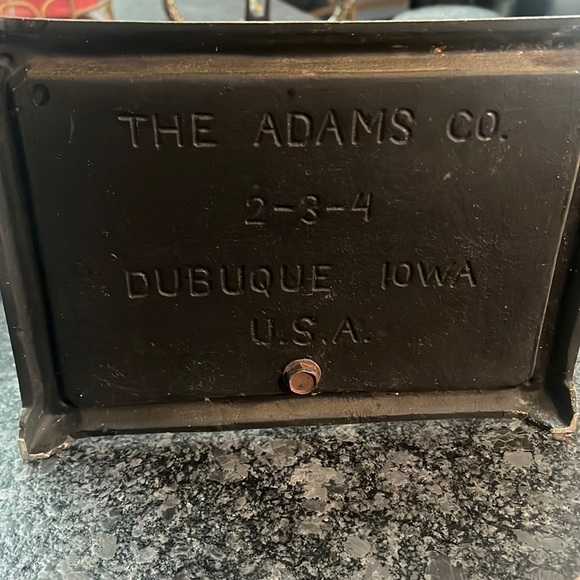 THE ADAMS CO.
2-3-4
DUBUQUE IOWA
U.S.A.